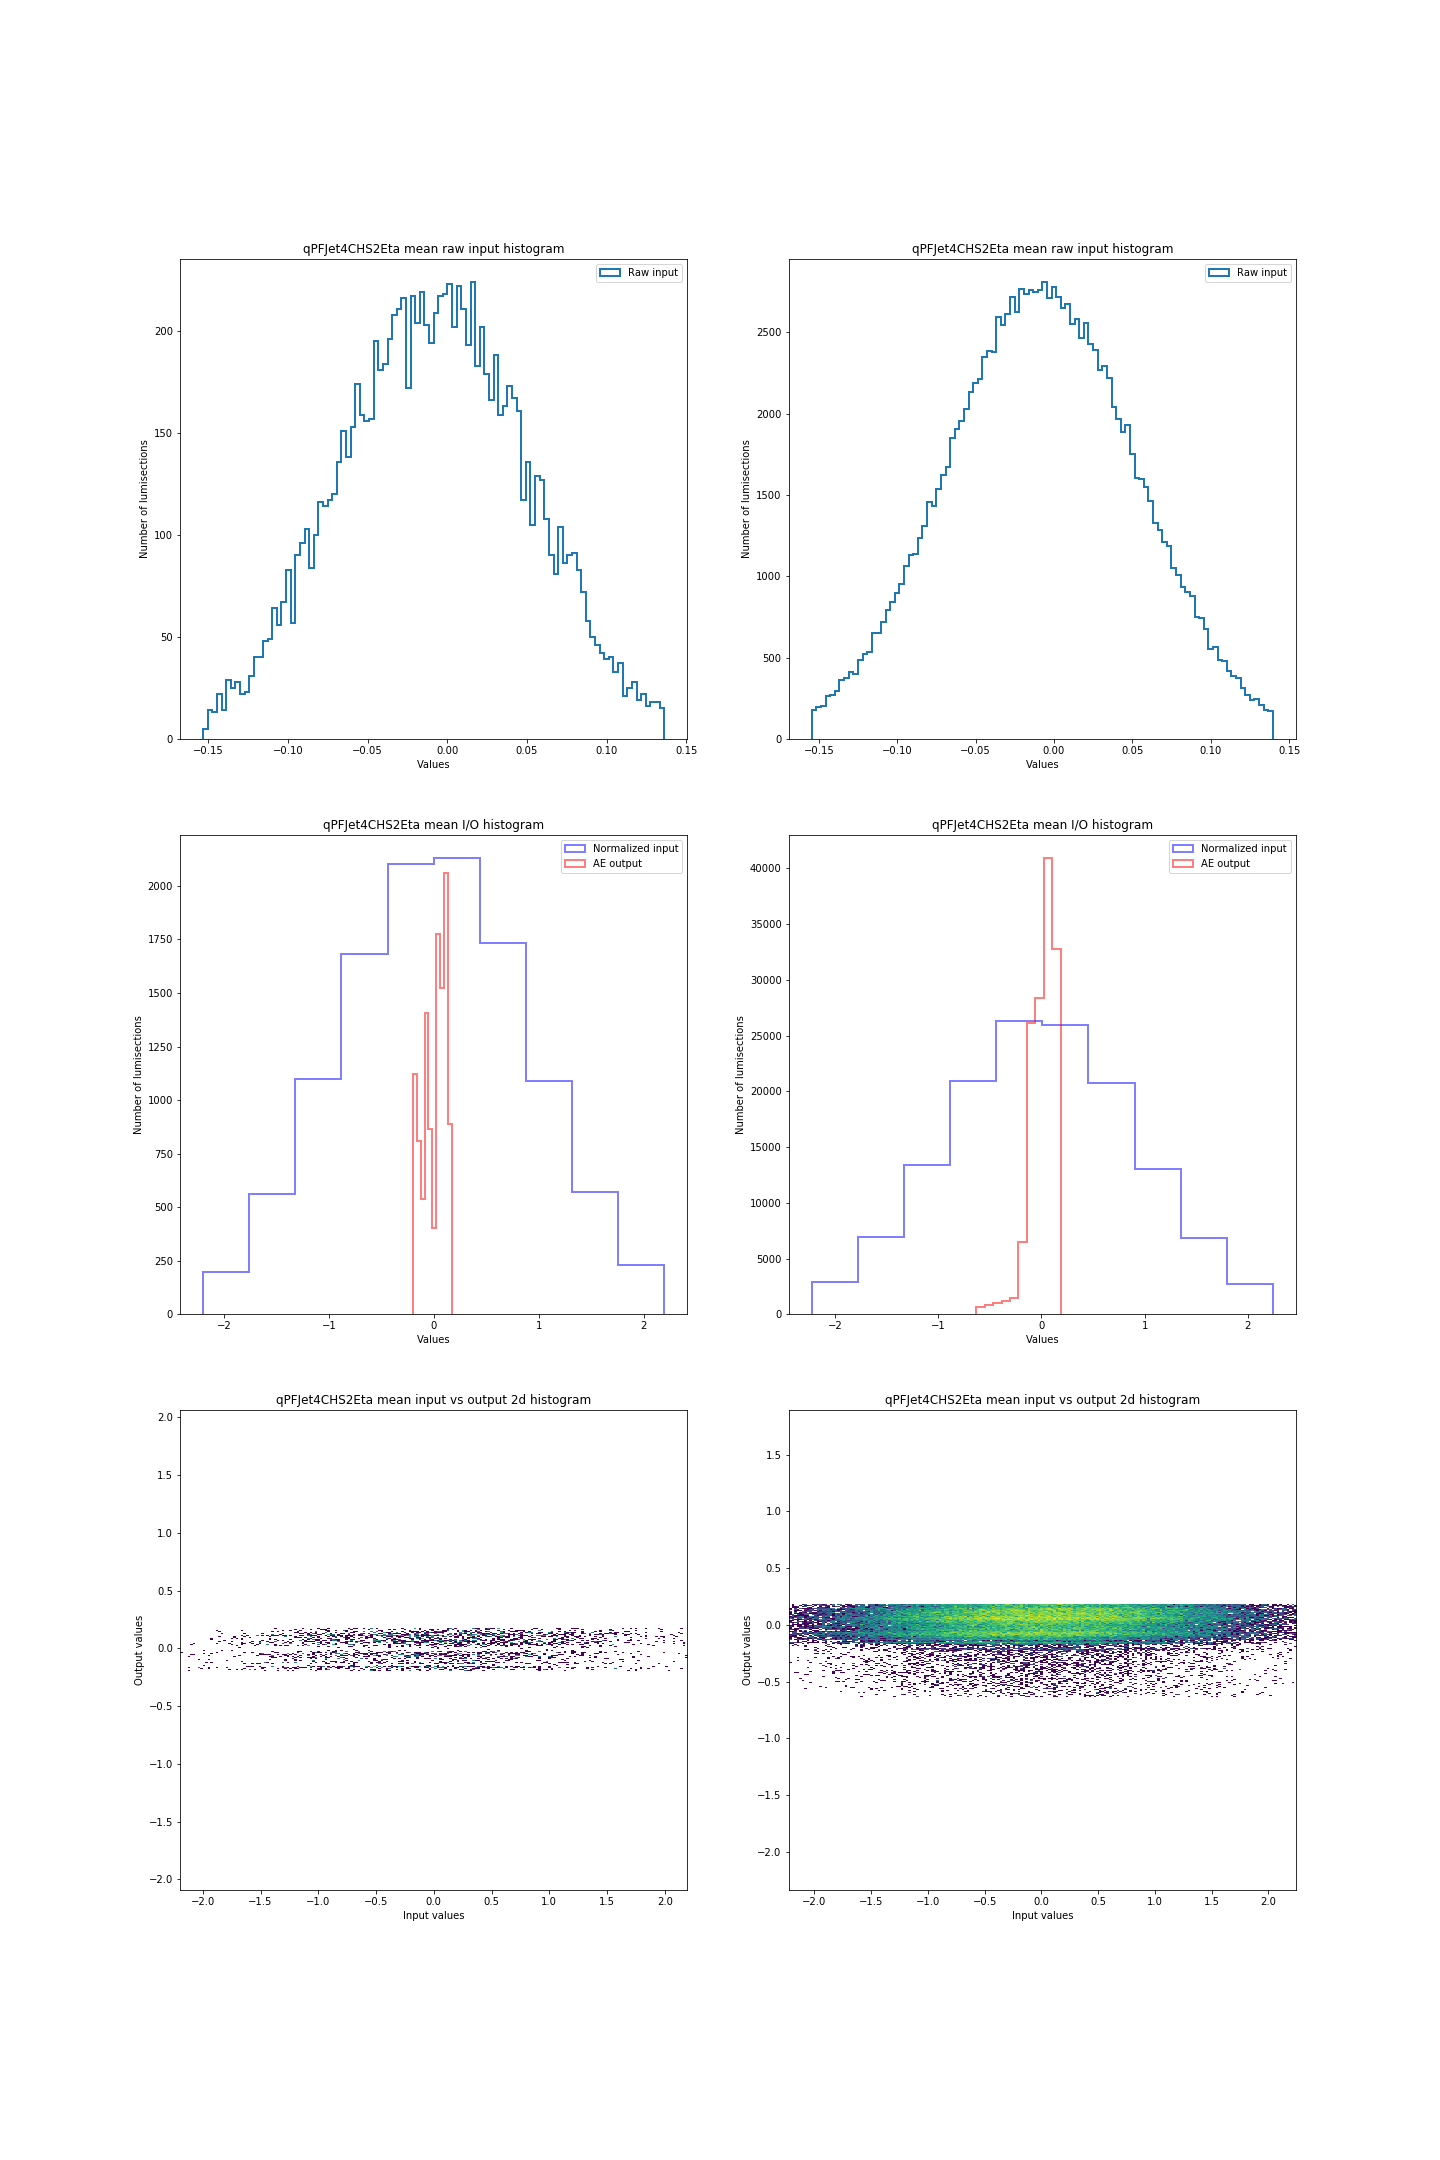 qPFJet4CHS2Eta mean raw input histogram
Raw input
200
150
100
50
0
Number of lumisections
−0.15 −0.10 −0.05 0.00 0.05 0.10 0.15
Values
qPFJet4CHS2Eta mean raw input histogram
Raw input
2500
2000
1500
1000
500
0
Number of lumisections
−0.15 −0.10 −0.05 0.00 0.05 0.10 0.15
Values
qPFJet4CHS2Eta mean I/O histogram
Normalized input
AE output
2000
1750
1500
1250
1000
750
500
250
0
Number of lumisections
−2 −1 0 1 2
Values
qPFJet4CHS2Eta mean I/O histogram
Normalized input
AE output
40000
35000
30000
25000
20000
15000
10000
5000
0
Number of lumisections
−2 −1 0 1 2
Values
qPFJet4CHS2Eta mean input vs output 2d histogram
2.0
1.5
1.0
0.5
0.0
−0.5
−1.0
−1.5
−2.0
Output values
−2.0 −1.5 −1.0 −0.5 0.0 0.5 1.0 1.5 2.0
Input values
qPFJet4CHS2Eta mean input vs output 2d histogram
1.5
1.0
0.5
0.0
−0.5
−1.0
−1.5
−2.0
Output values
−2.0 −1.5 −1.0 −0.5 0.0 0.5 1.0 1.5 2.0
Input values